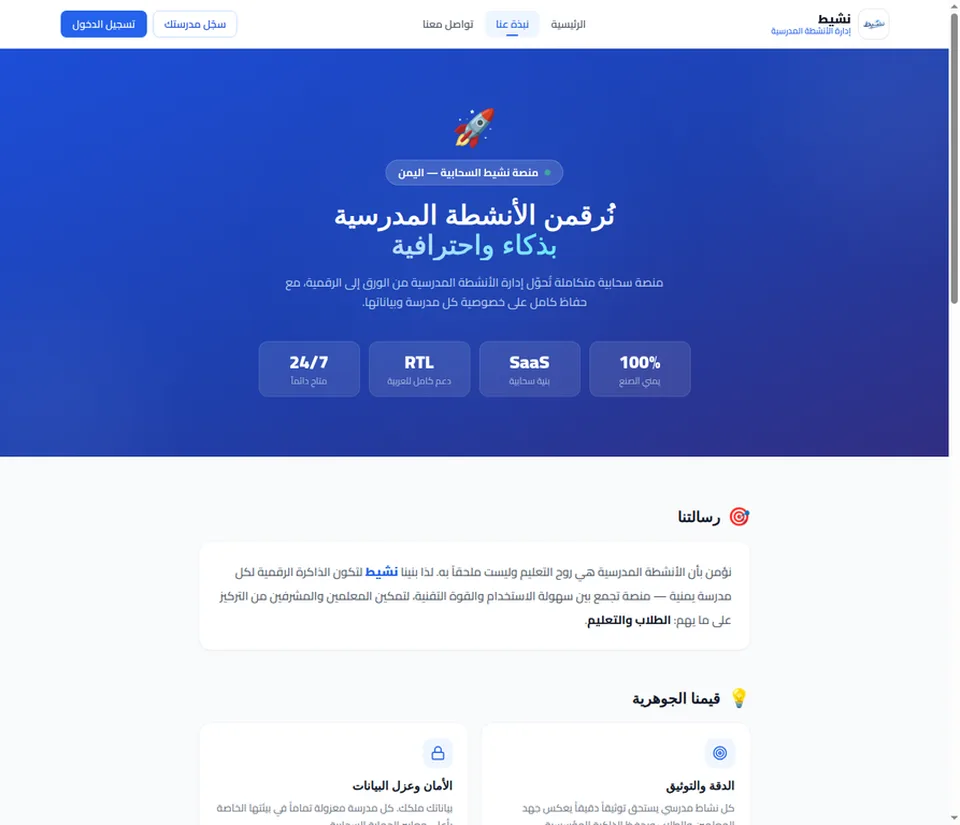 نشيط
إدارة الأنشطة المدرسية
الرئيسية
نبذة عنا
تواصل معنا
سجّل مدرستك
تسجيل الدخول
منصة نشيط السحابية — اليمن
نُرقمن الأنشطة المدرسية
بذكاء واحترافية
منصة سحابية متكاملة تُحوّل إدارة الأنشطة المدرسية من الورق إلى الرقمية، مع
حفاظ كامل على خصوصية كل مدرسة وبياناتها.
100%
يمني الصنع
SaaS
بنية سحابية
RTL
دعم كامل للعربية
24/7
متاح دائماً
رسالتنا
نؤمن بأن الأنشطة المدرسية هي روح التعليم وليست ملحقاً به. لذا بنينا نشيط لتكون الذاكرة الرقمية لكل
مدرسة يمنية — منصة تجمع بين سهولة الاستخدام والقوة التقنية، لتمكين المعلمين والمشرفين من التركيز
على ما يهم: الطلاب والتعليم.
قيمنا الجوهرية
الدقة والتوثيق
كل نشاط مدرسي يستحق توثيقاً دقيقاً يعكس جهد
الأمان وعزل البيانات
بياناتك ملكك. كل مدرسة معزولة تماماً في بيئتها الخاصة